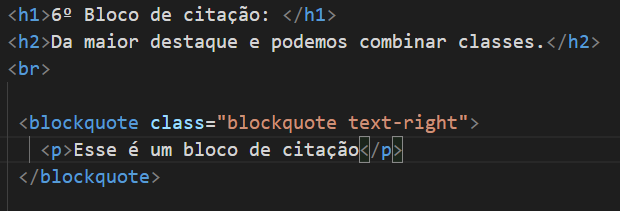 <h1>6º Bloco de citação: </h1>
<h2>Da maior destaque e podemos combinar classes.</h2>
<br>
<blockquote class="blockquote text-right">
<p>Esse é um bloco de citação</p>
</blockquote>